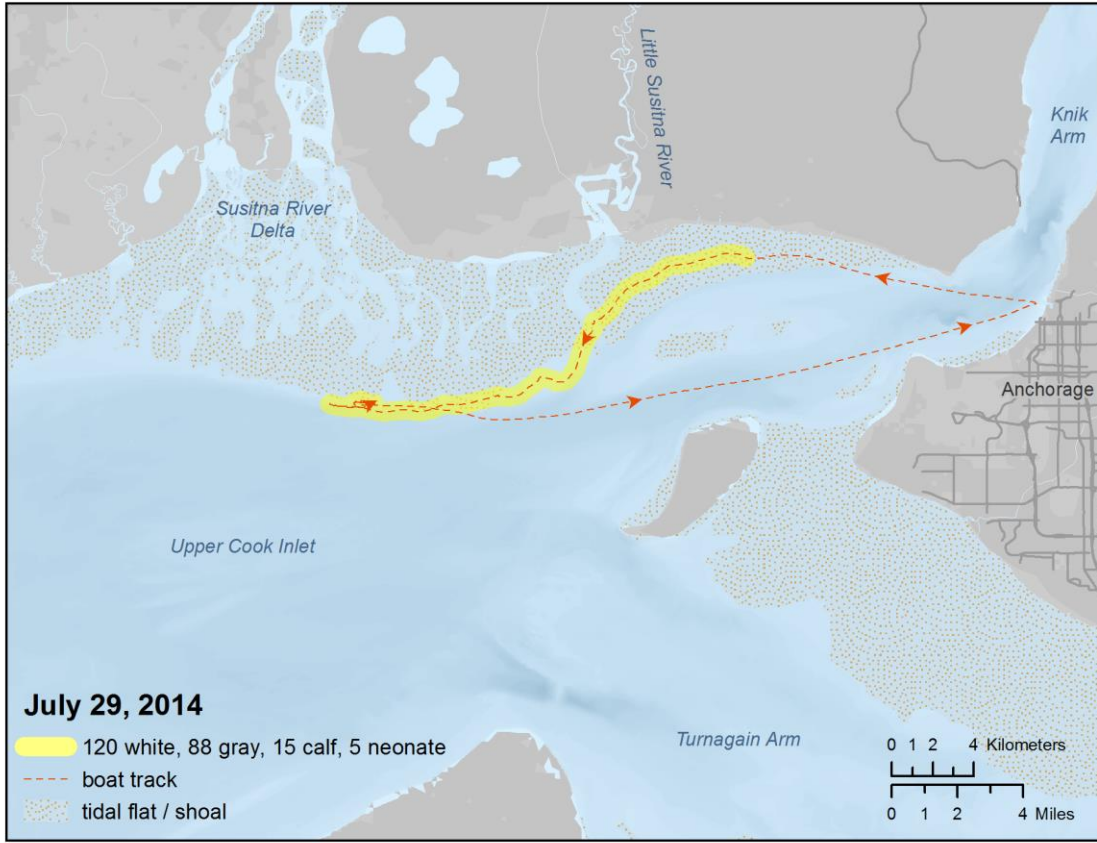 Little Susitna River
Knik
Arm
Susitna River
Delta
Anchorage
Upper Cook Inlet
July 29, 2014
120 white, 88 gray, 15 calf, 5 neonate
boat track
tidal flat / shoal
Turnagain Arm
0 1 2 4 Kilometers
0 1 2 4 Miles